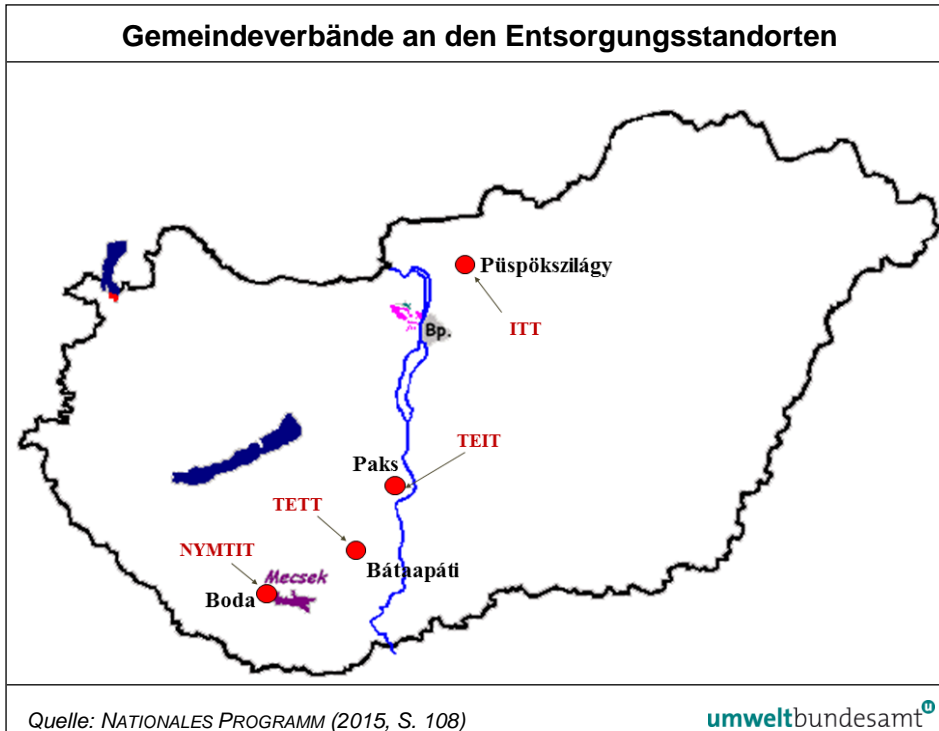 Gemeindeverbände an den Entsorgungsstandorten
Püspökszilágy
ITT
Bp.
TEIT
Paks
TETT
Bátaapáti
NYMTIT
Mecsek
Boda
Quelle: NATIONALES PROGRAMM (2015, S. 108)
umweltbundesamt u